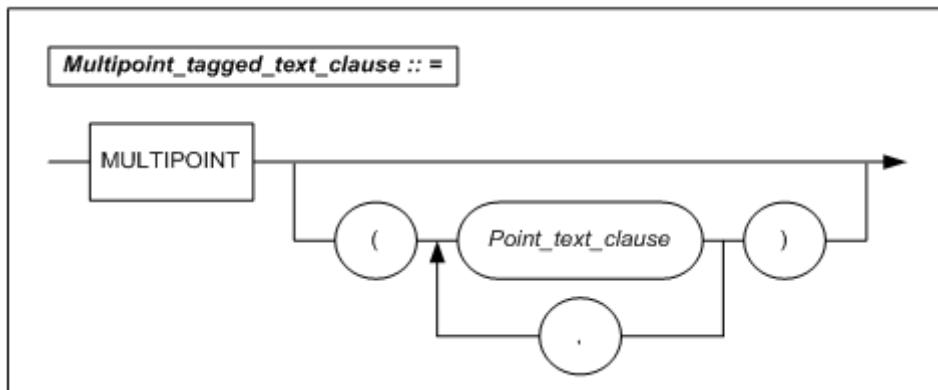 Multipoint_tagged_text_clause :: =
MULTIPOINT
( Point_text_clause )
,